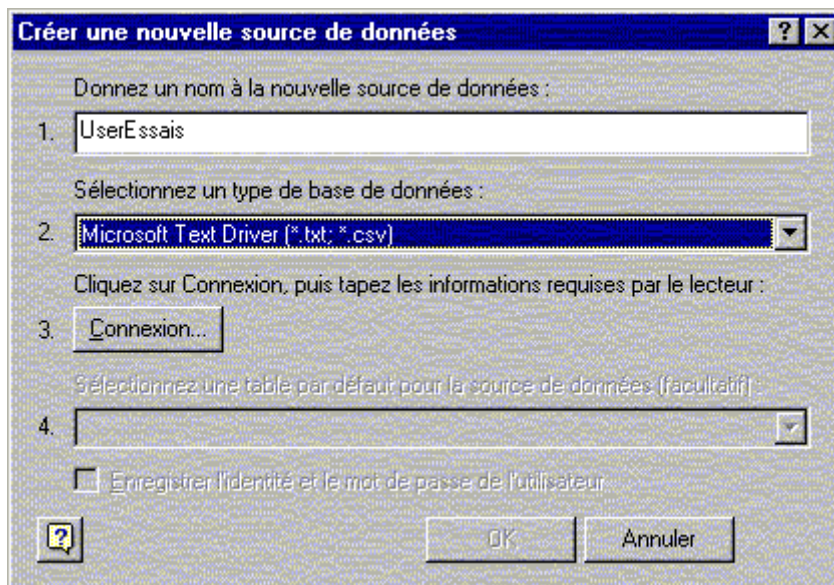 Créer une nouvelle source de données
Donnez un nom à la nouvelle source de données :
1. UserEssais
Sélectionnez un type de base de données :
2. Microsoft Text Driver (*.txt; *.csv)
Cliquez sur Connexion, puis tapez les informations requises par le lecteur :
3. Connexion...
Sélectionnez une table par défaut pour la source de données (facultatif) :
4.
Enregistrer l'identité et le mot de passe de l'utilisateur
OK Annuler